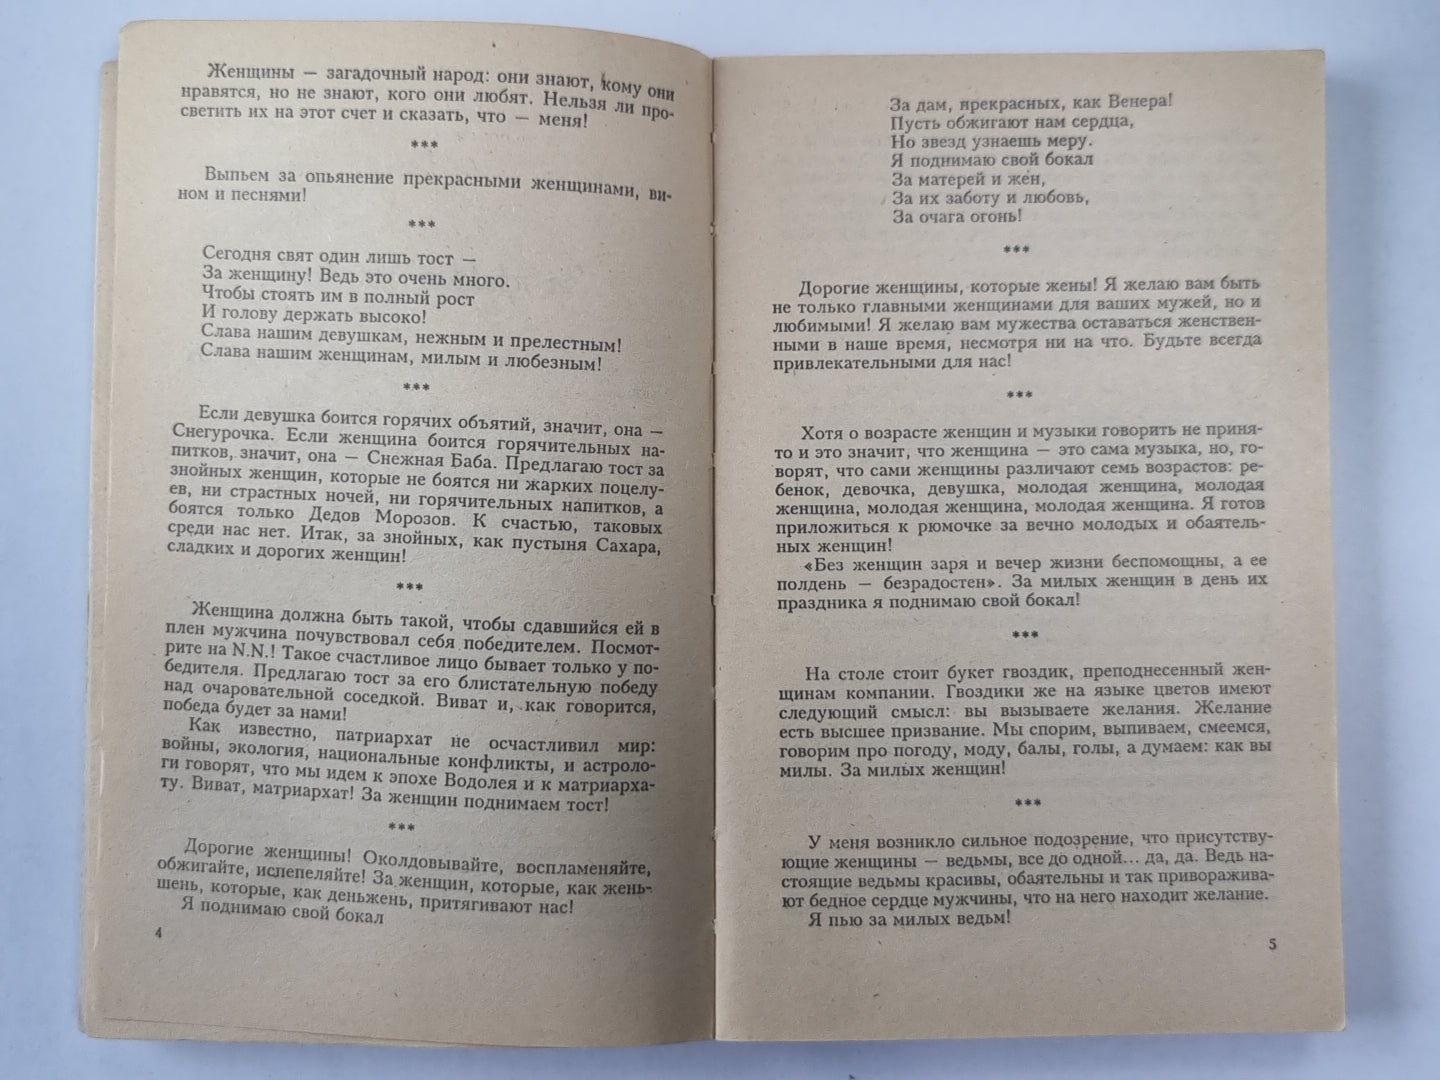 Женщины — загадочный народ: они знают, кому они
нравятся, но не знают, кого они любят. Нельзя ли про-
светить их на этот счет и сказать, что — меня!
***
Выпьем за опьянение прекрасными женщинами, ви-
ном и песнями!
***
Сегодня свят один лишь тост —
За женщину! Ведь это очень много.
Чтобы стоять им в полный рост
И голову держать высоко!
Слава нашим девушкам, нежным и прелестным!
Слава нашим женщинам, милым и любезным!
***
Если девушка боится горячих объятий, значит, она —
Снегурочка. Если женщина боится горячительных на-
питков, значит, она — Снежная Баба. Предлагаю тост за
знойных женщин, которые не боятся ни жарких поцелу-
ев, ни страстных ночей, ни горячительных напитков, а
боятся только Дедов Морозов. К счастью, таковых
среди нас нет. Итак, за знойных, как пустыня Сахара,
сладких и дорогих женщин!
***
Женщина должна быть такой, чтобы сдавшийся ей в
плен мужчина почувствовал себя победителем. Посмот-
рите на N.N.! Такое счастливое лицо бывает только у по-
бедителя. Предлагаю тост за его блистательную победу
над очаровательной соседкой. Виват и, как говорится,
победа будет за нами!
Как известно, патриархат не осчастливил мир:
войны, экология, национальные конфликты, и астроло-
ги говорят, что мы идем к эпохе Водолея и к матриарха-
ту. Виват, матриархат! За женщин поднимаем тост!
***
Дорогие женщины! Околдовывайте, воспламеняйте,
обжигайте, испепеляйте! За женщин, которые, как жень-
шень, которые, как деньжень, притягивают нас!
Я поднимаю свой бокал
4
За дам, прекрасных, как Венера!
Пусть обжигают нам сердца,
Но звезд узнаешь меру.
Я поднимаю свой бокал
За матерей и жен,
За их заботу и любовь,
За очага огонь!
***
Дорогие женщины, которые жены! Я желаю вам быть
не только главными женщинами для ваших мужей, но и
любимыми! Я желаю вам мужества оставаться женствен-
ными в наше время, несмотря ни на что. Будьте всегда
привлекательными для нас!
***
Хотя о возрасте женщин и музыки говорить не приня-
то и это значит, что женщина — это сама музыка, но, го-
ворят, что сами женщины различают семь возрастов: ре-
бенок, девочка, девушка, молодая женщина, молодая
женщина, молодая женщина, молодая женщина. Я готов
приложиться к рюмочке за вечно молодых и обаятель-
ных женщин!
«Без женщин заря и вечер жизни беспомощны, а ее
полдень — безрадостен». За милых женщин в день их
праздника я поднимаю свой бокал!
***
На столе стоит букет гвоздик, преподнесенный жен-
щинам компании. Гвоздики же на языке цветов имеют
следующий смысл: вы вызываете желания. Желание
есть высшее призвание. Мы спорим, выпиваем, смеемся,
говорим про погоду, моду, балы, голы, а думаем: как вы
милы. За милых женщин!
***
У меня возникло сильное подозрение, что присутству-
ющие женщины — ведьмы, все до одной... да, да. Ведь на-
стоящие ведьмы красивы, обаятельны и так приворажива-
ют бедное сердце мужчины, что на него находит желание.
Я пью за милых ведьм!
5